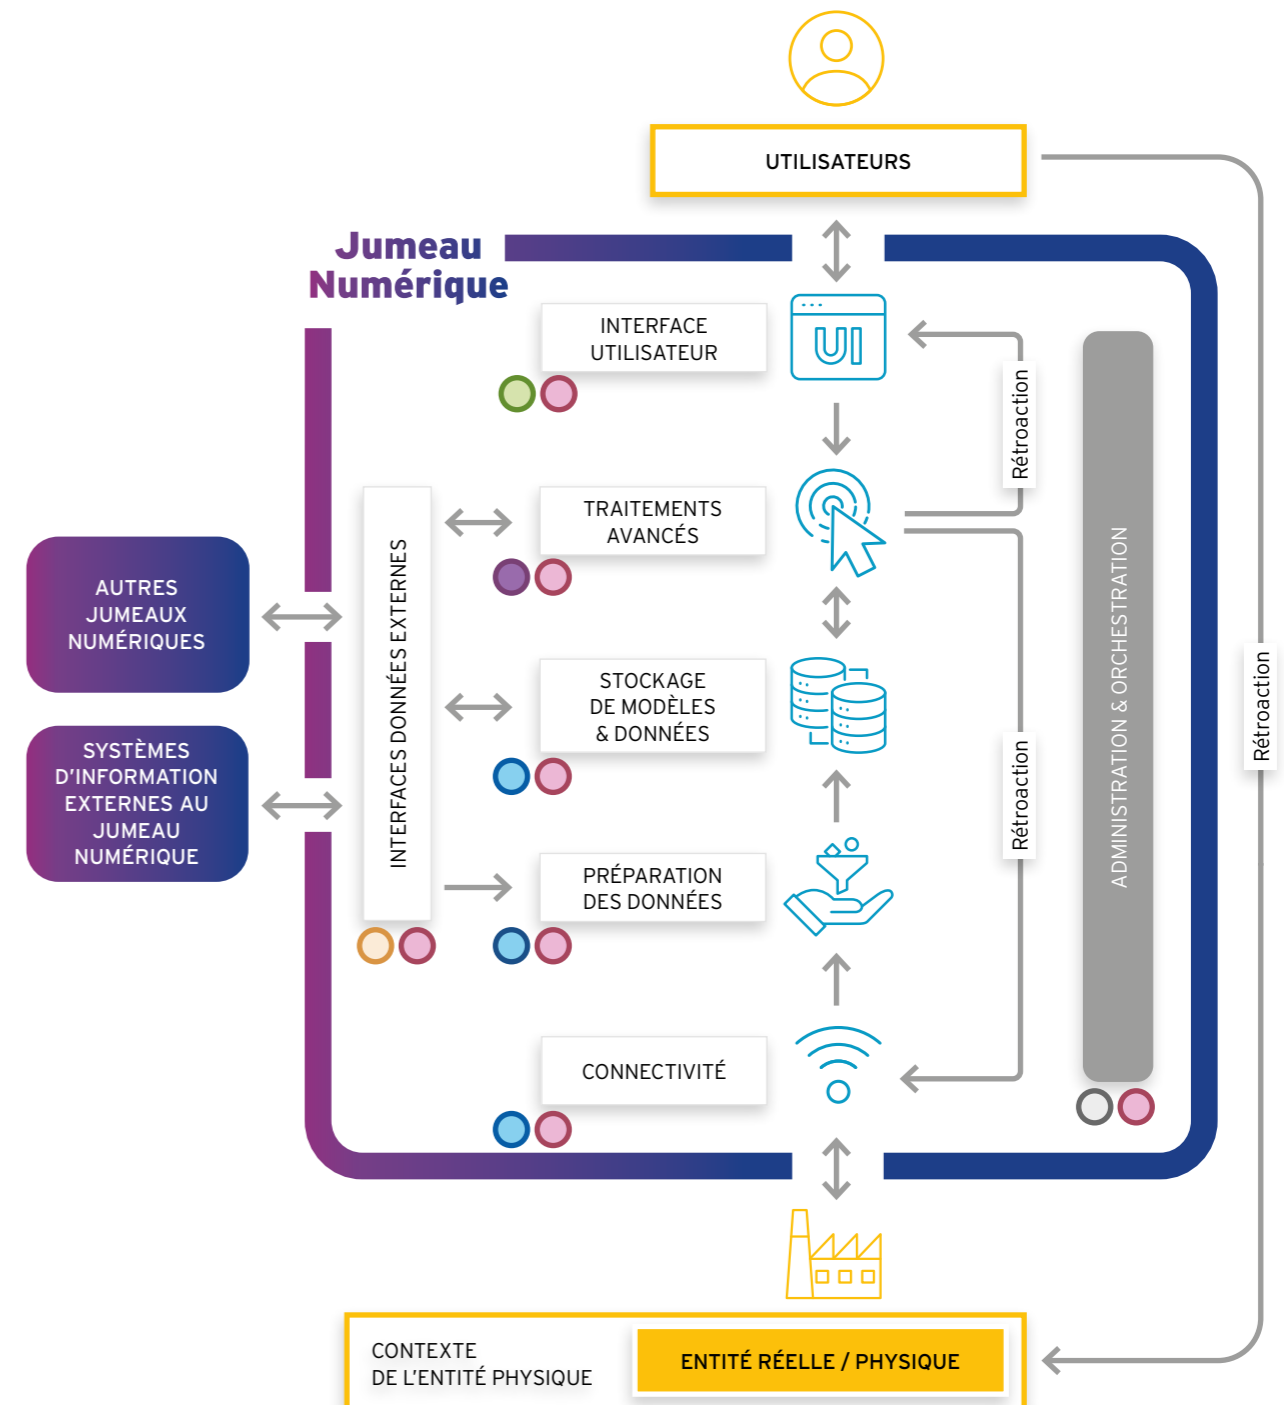 UTILISATEURS
Jumeau
Numérique
INTERFACE
UTILISATEUR
UI
Rétroaction
TRAITEMENTS
AVANCÉS
INTERFACES DONNÉES EXTERNES
AUTRES
JUMEAUX
NUMÉRIQUES
STOCKAGE
DE MODÈLES
& DONNÉES
SYSTÈMES
D'INFORMATION
EXTERNES AU
JUMEAU
NUMÉRIQUE
Rétroaction
ADMINISTRATION & ORCHESTRATION
Rétroaction
PRÉPARATION
DES DONNÉES
CONNECTIVITÉ
CONTEXTE
DE L'ENTITÉ PHYSIQUE
ENTITÉ RÉELLE / PHYSIQUE